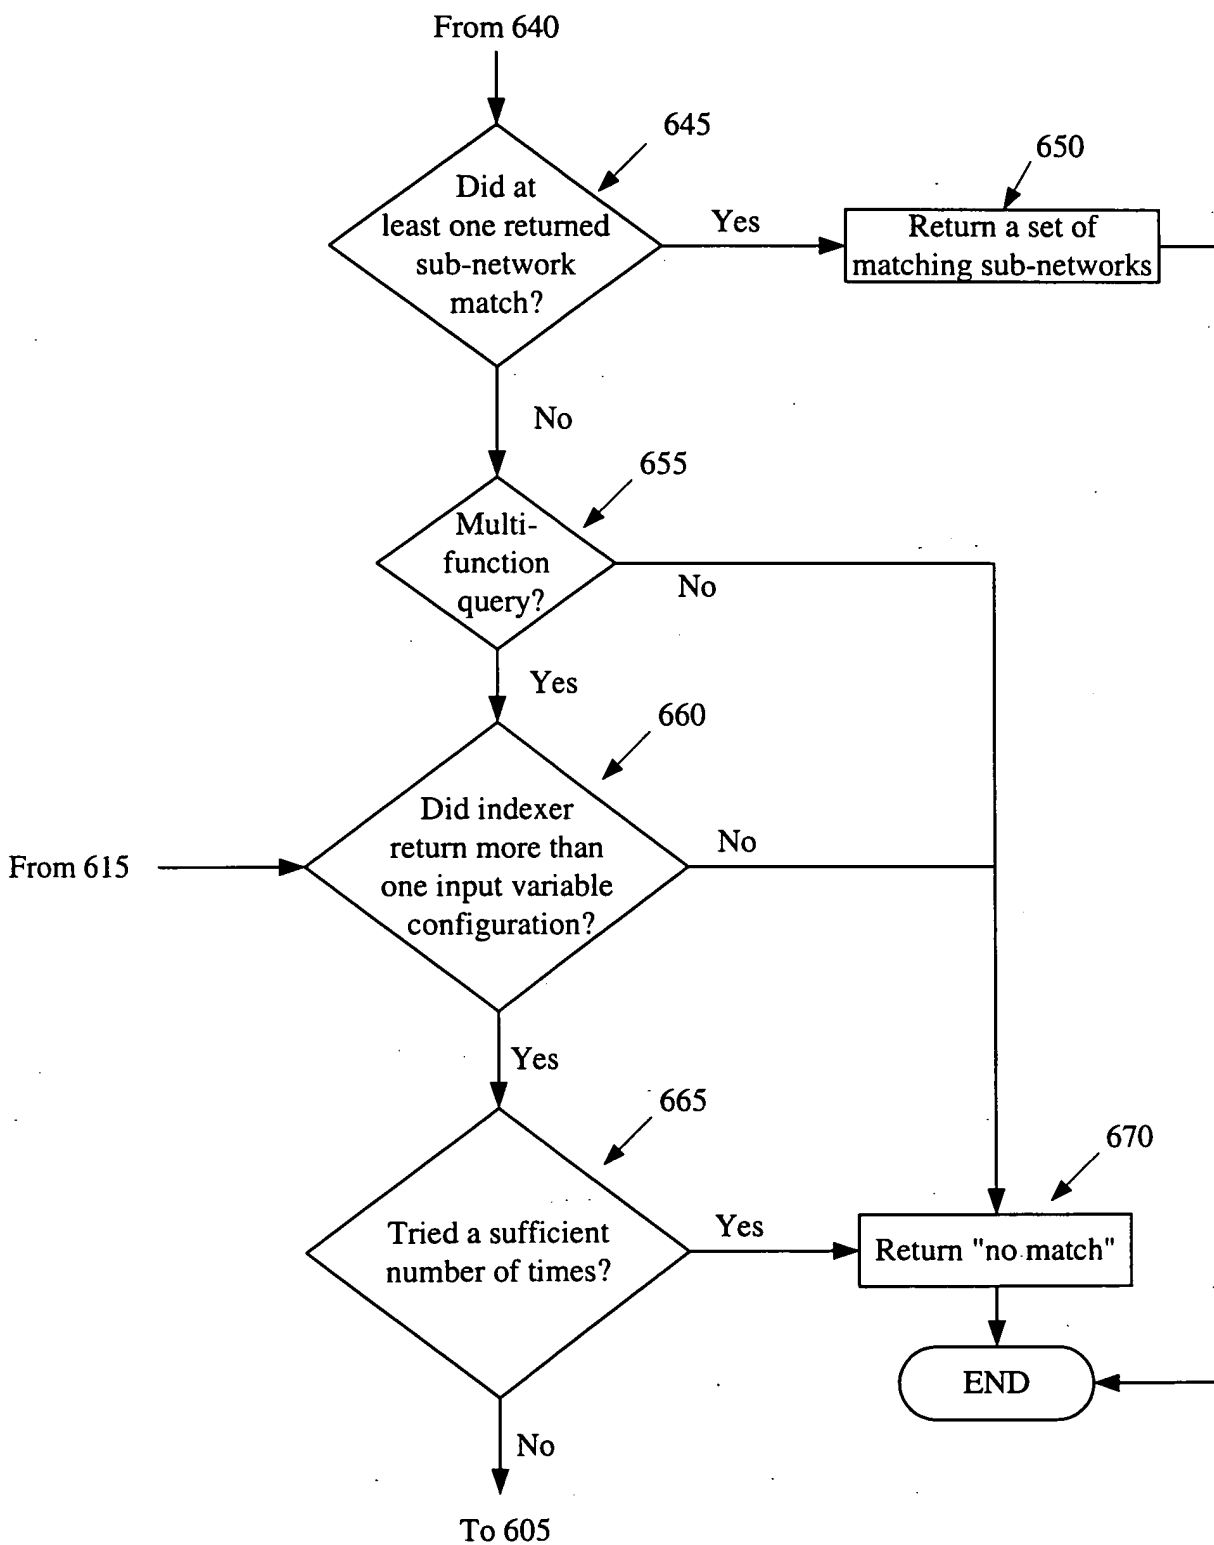 From 640
645
Did at
least one returned
sub-network
match?
Yes
650
Return a set of
matching sub-networks
No
655
Multi-
function
query?
No
Yes
660
Did indexer
return more than
one input variable
configuration?
No
From 615
Yes
665
Tried a sufficient
number of times?
Yes
670
Return "no match"
END
No
To 605